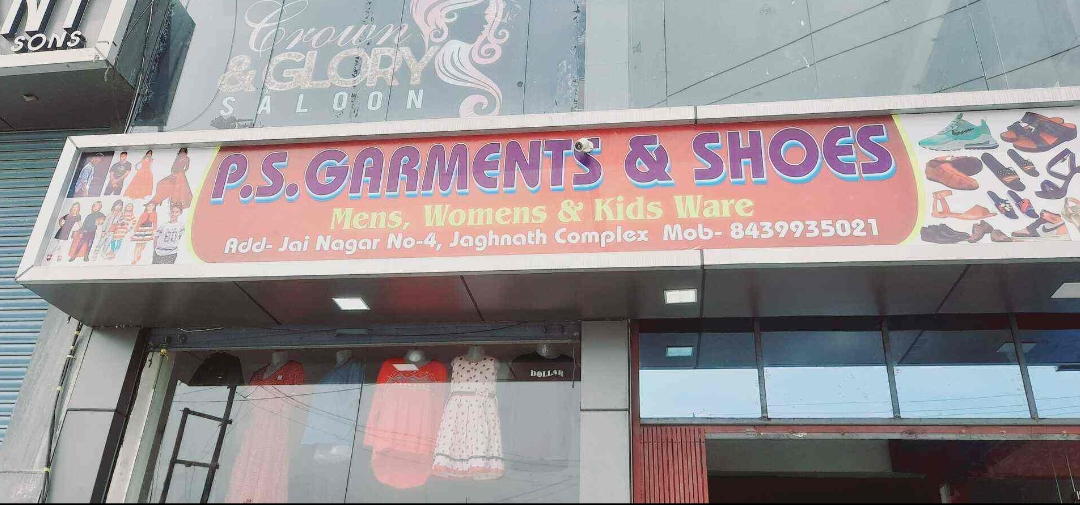 SONS
Crown
& GLORY
SALOON
P.S. GARMENTS & SHOES
Mens, Womens & Kids Ware
Add- Jai Nagar No-4, Jaghnath Complex Mob- 8439935021
DOLLAR